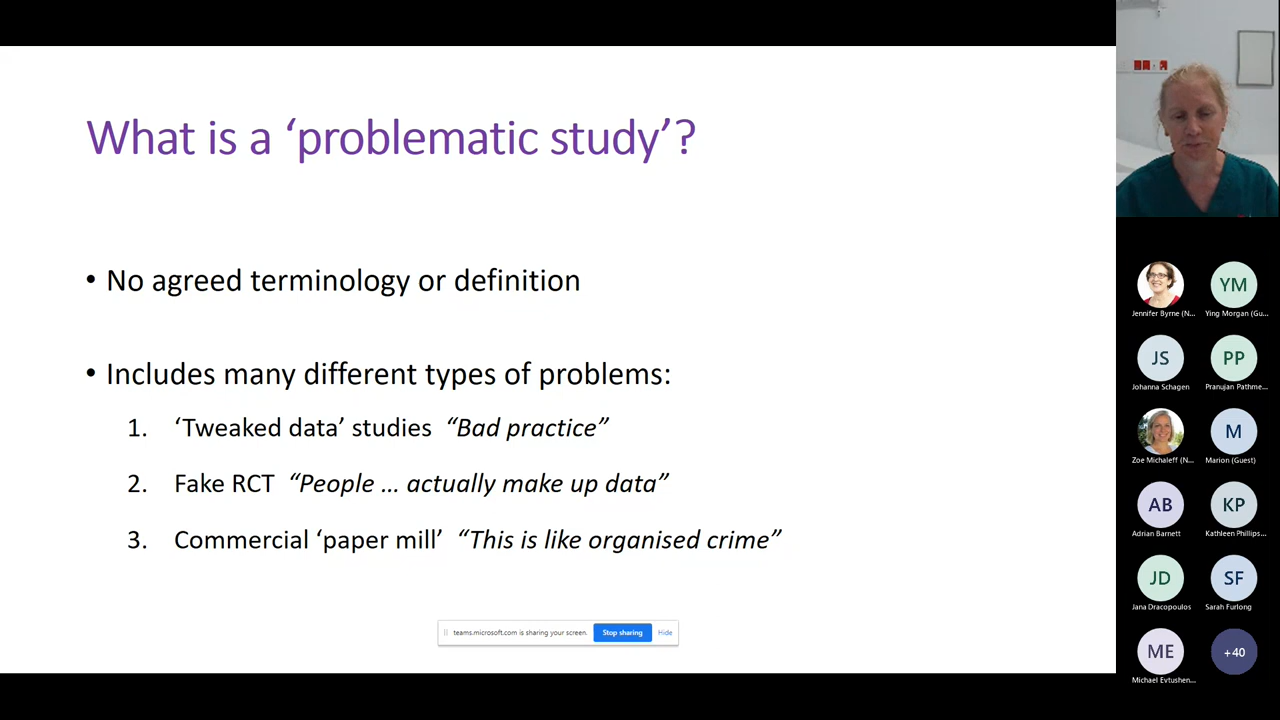 What is a ‘problematic study’?
• No agreed terminology or definition
• Includes many different types of problems:
1. ‘Tweaked data’ studies “Bad practice”
2. Fake RCT “People ... actually make up data”
3. Commercial ‘paper mill’ “This is like organised crime”
teams.microsoft.com is sharing your screen. Stop sharing Hide
YM
Jennifer Byrne (N... Ying Morgan (Gu...
JS PP
Johanna Schagen Pranujan Pathme...
M
Zoe Michaleff (N... Marion (Guest)
AB KP
Adrian Barnett Kathleen Phillips...
JD SF
Jana Dracopoulos Sarah Furlong
ME +40
Michael Evtushen...